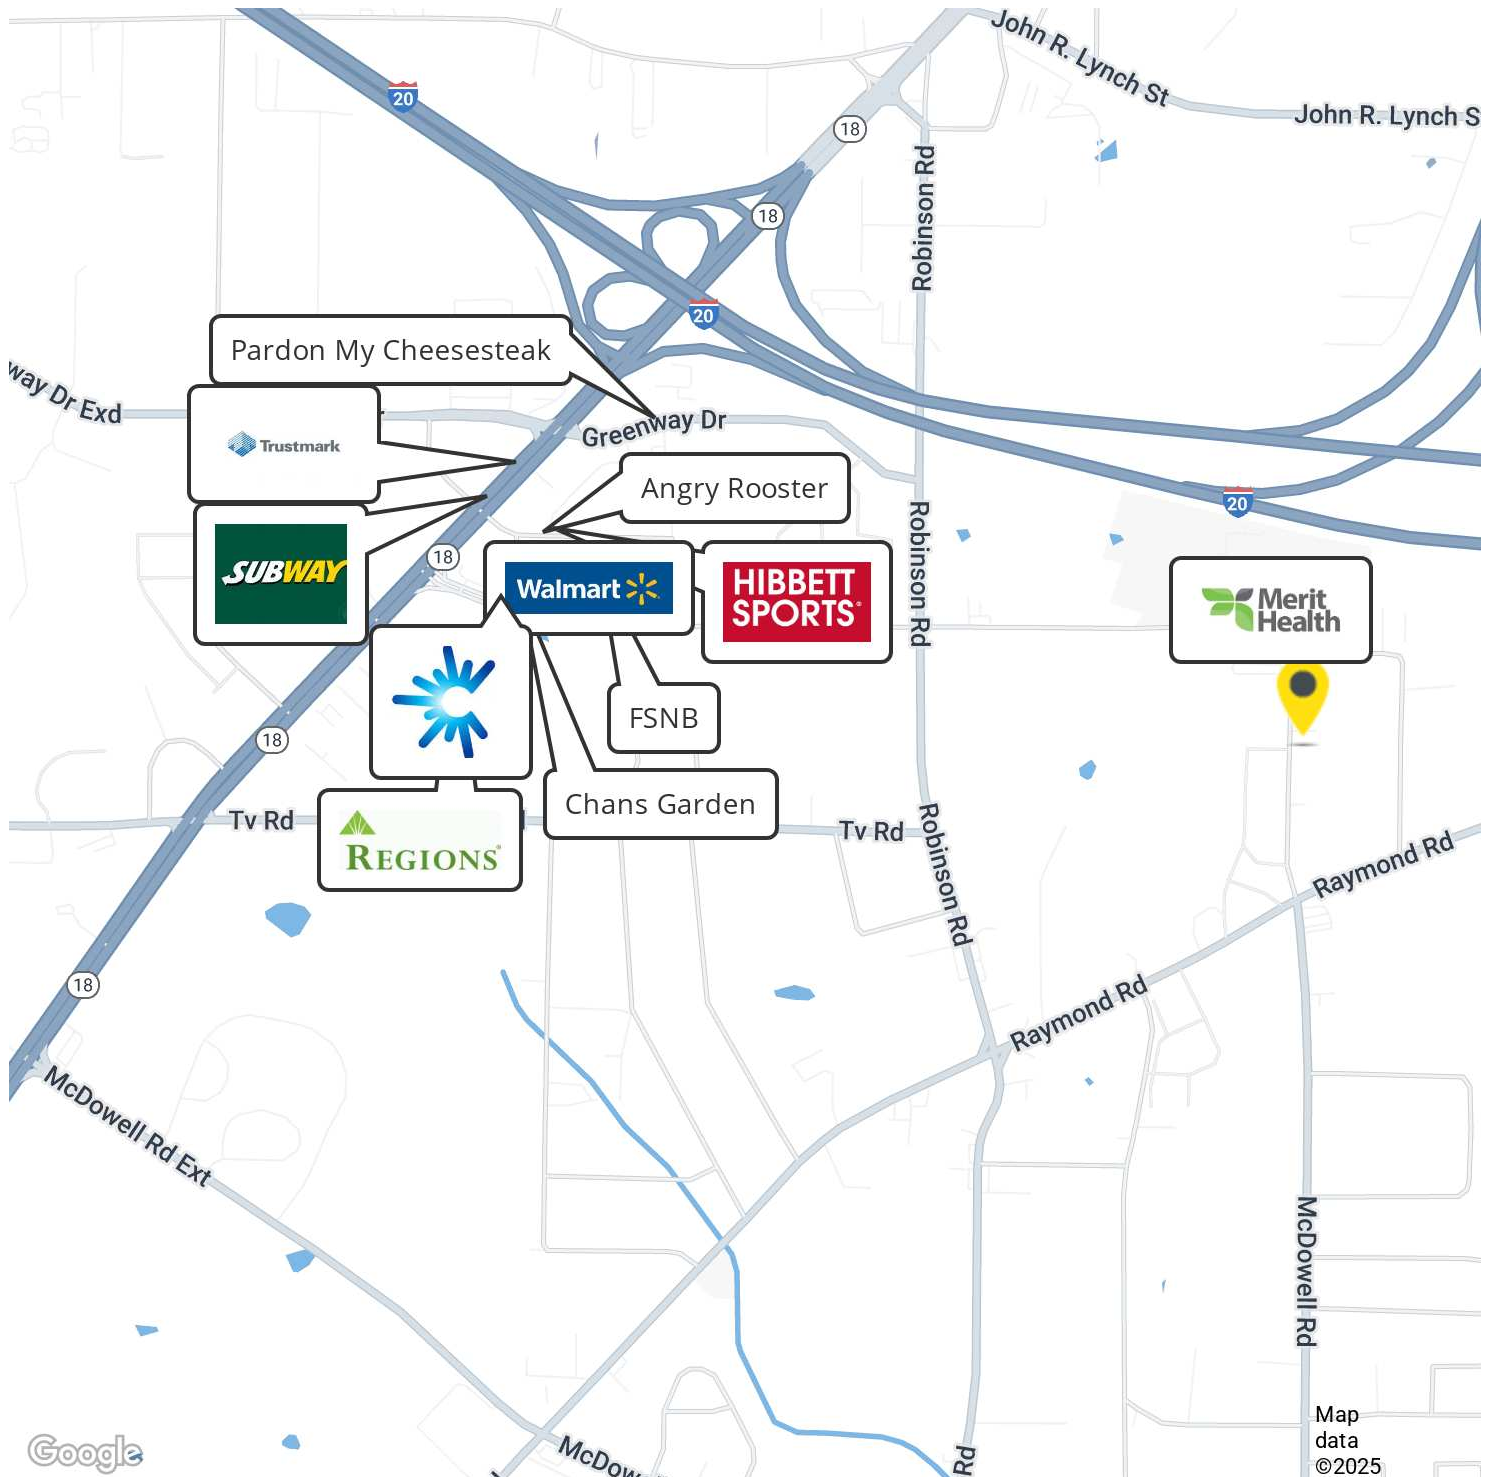 John R. Lynch St
John R. Lynch S
20
18
Robinson Rd
18
20
Pardon My Cheesesteak
way Dr Exd
Greenway Dr
Trustmark
Angry Rooster
20
SUBWAY
18
Robinson Rd
Walmart
HIBBETT
SPORTS®
Merit
Health
FSNB
18
Chans Garden
Tv Rd
REGIONS
Tv Rd
Robinson Rd
Raymond Rd
18
Raymond Rd
McDowell Rd Ext
McDowell Rd
Map
data
©2025
Google
McDow
Rd